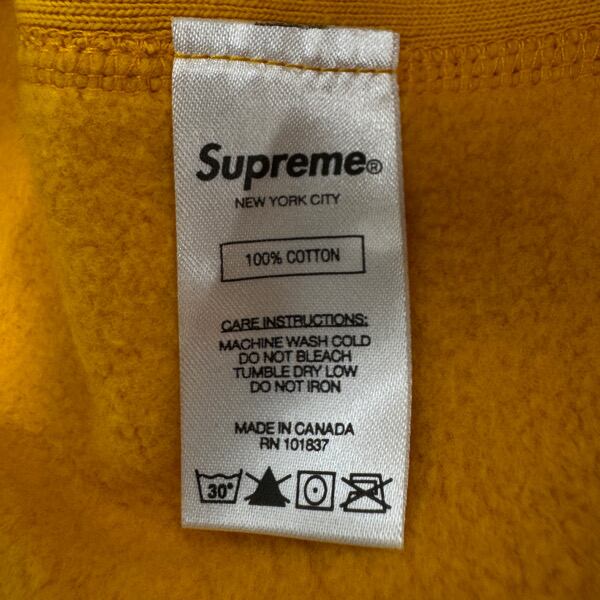 Supreme®
NEW YORK CITY
100% COTTON
CARE INSTRUCTIONS:
MACHINE WASH COLD
DO NOT BLEACH
TUMBLE DRY LOW
DO NOT IRON
MADE IN CANADA
RN 101837
30°